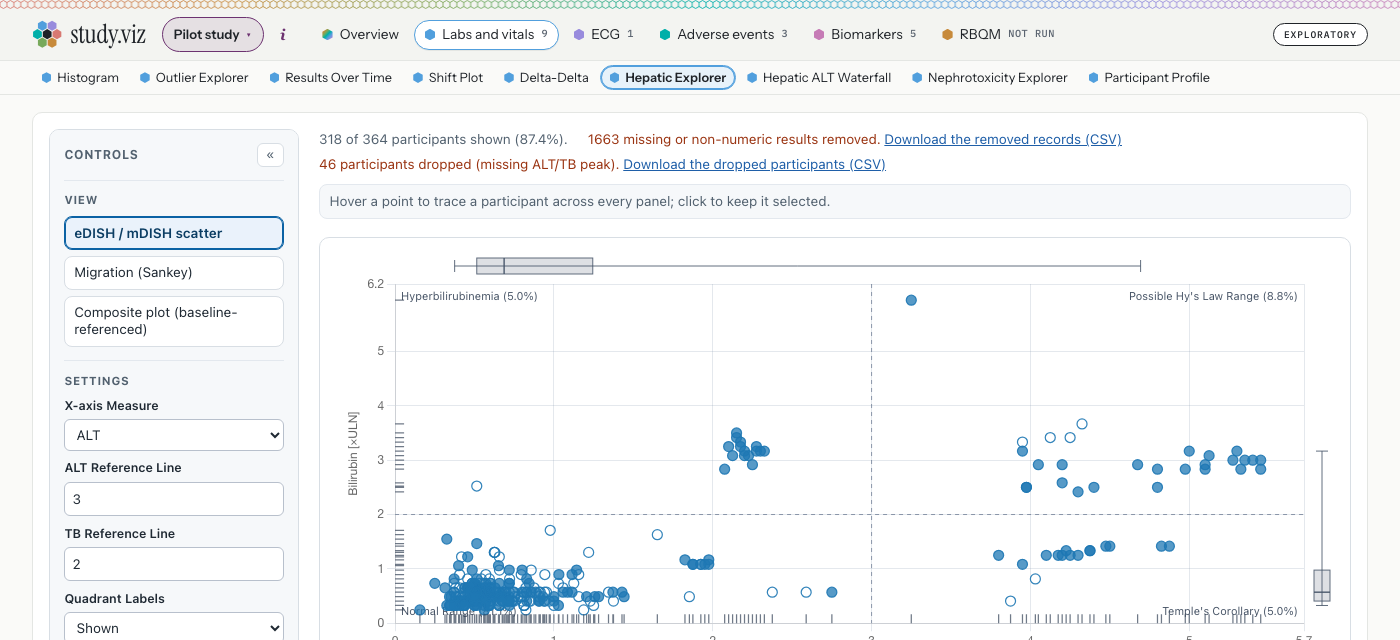 study.viz
Pilot study
i
Overview
Labs and vitals 9
ECG 1
Adverse events 3
Biomarkers 5
RBQM NOT RUN
EXPLORATORY
Histogram
Outlier Explorer
Results Over Time
Shift Plot
Delta-Delta
Hepatic Explorer
Hepatic ALT Waterfall
Nephrotoxicity Explorer
Participant Profile
CONTROLS
«
VIEW
eDISH / mDISH scatter
Migration (Sankey)
Composite plot (baseline-
referenced)
SETTINGS
X-axis Measure
ALT
ALT Reference Line
3
TB Reference Line
2
Quadrant Labels
Shown
318 of 364 participants shown (87.4%). 1663 missing or non-numeric results removed. Download the removed records (CSV)
46 participants dropped (missing ALT/TB peak). Download the dropped participants (CSV)
Hover a point to trace a participant across every panel; click to keep it selected.
6.2
Hyperbilirubinemia (5.0%)
Possible Hy's Law Range (8.8%)
5
4
Bilirubin [×ULN]
3
2
1
Normal
Temple's Corollary (5.0%)
0
0 1 2 3 4 5 5.7